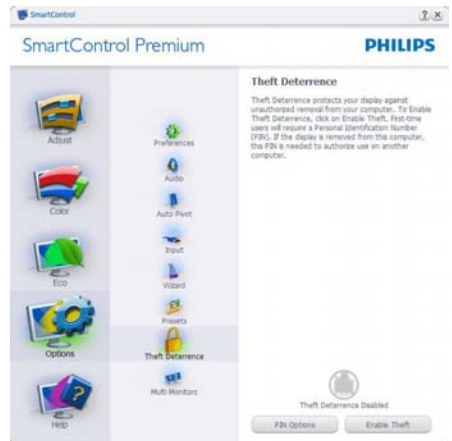 SmartControl
SmartControl Premium
PHILIPS
Adjust
Color
Eco
Options
Help
Preferences
Audio
Auto Pivot
Input
Wizard
Presets
Theft Deterrence
Multi Monitors
Theft Deterrence
Theft Deterrence protects your display against
unauthorized removal from your computer. To Enable
Theft Deterrence, click on Enable Theft. First-time
users will require a Personal Identification Number
(PIN). If the display is removed from this computer,
this PIN is needed to authorize use on another
computer.
Theft Deterrence Disabled
PIN Options
Enable Theft